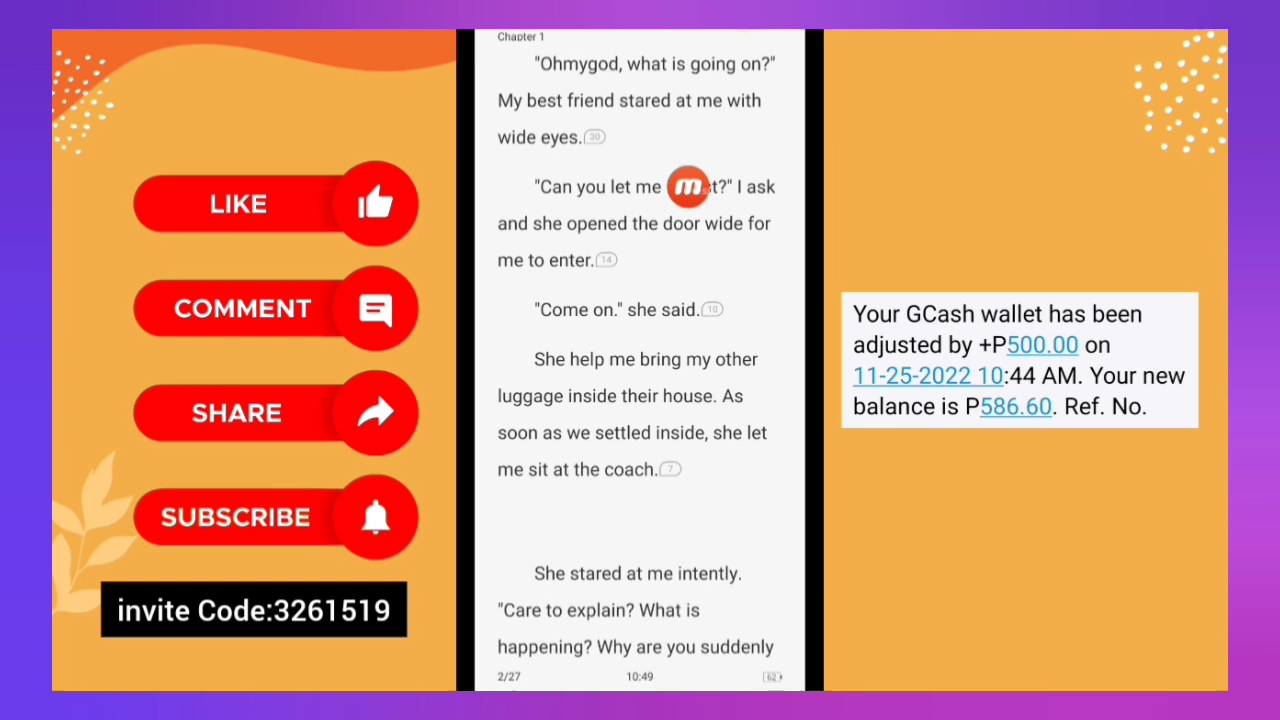 LIKE
COMMENT
SHARE
SUBSCRIBE
invite Code:3261519
Chapter 1
"Ohmygod, what is going on?"
My best friend stared at me with
wide eyes. 30
"Can you let me t?" I ask
and she opened the door wide for
me to enter. 14
"Come on." she said. 10
She help me bring my other
luggage inside their house. As
soon as we settled inside, she let
me sit at the coach. 7
She stared at me intently.
"Care to explain? What is
happening? Why are you suddenly
2/27
10:49
62
Your GCash wallet has been
adjusted by +P500.00 on
11-25-2022 10:44 AM. Your new
balance is P586.60. Ref. No.